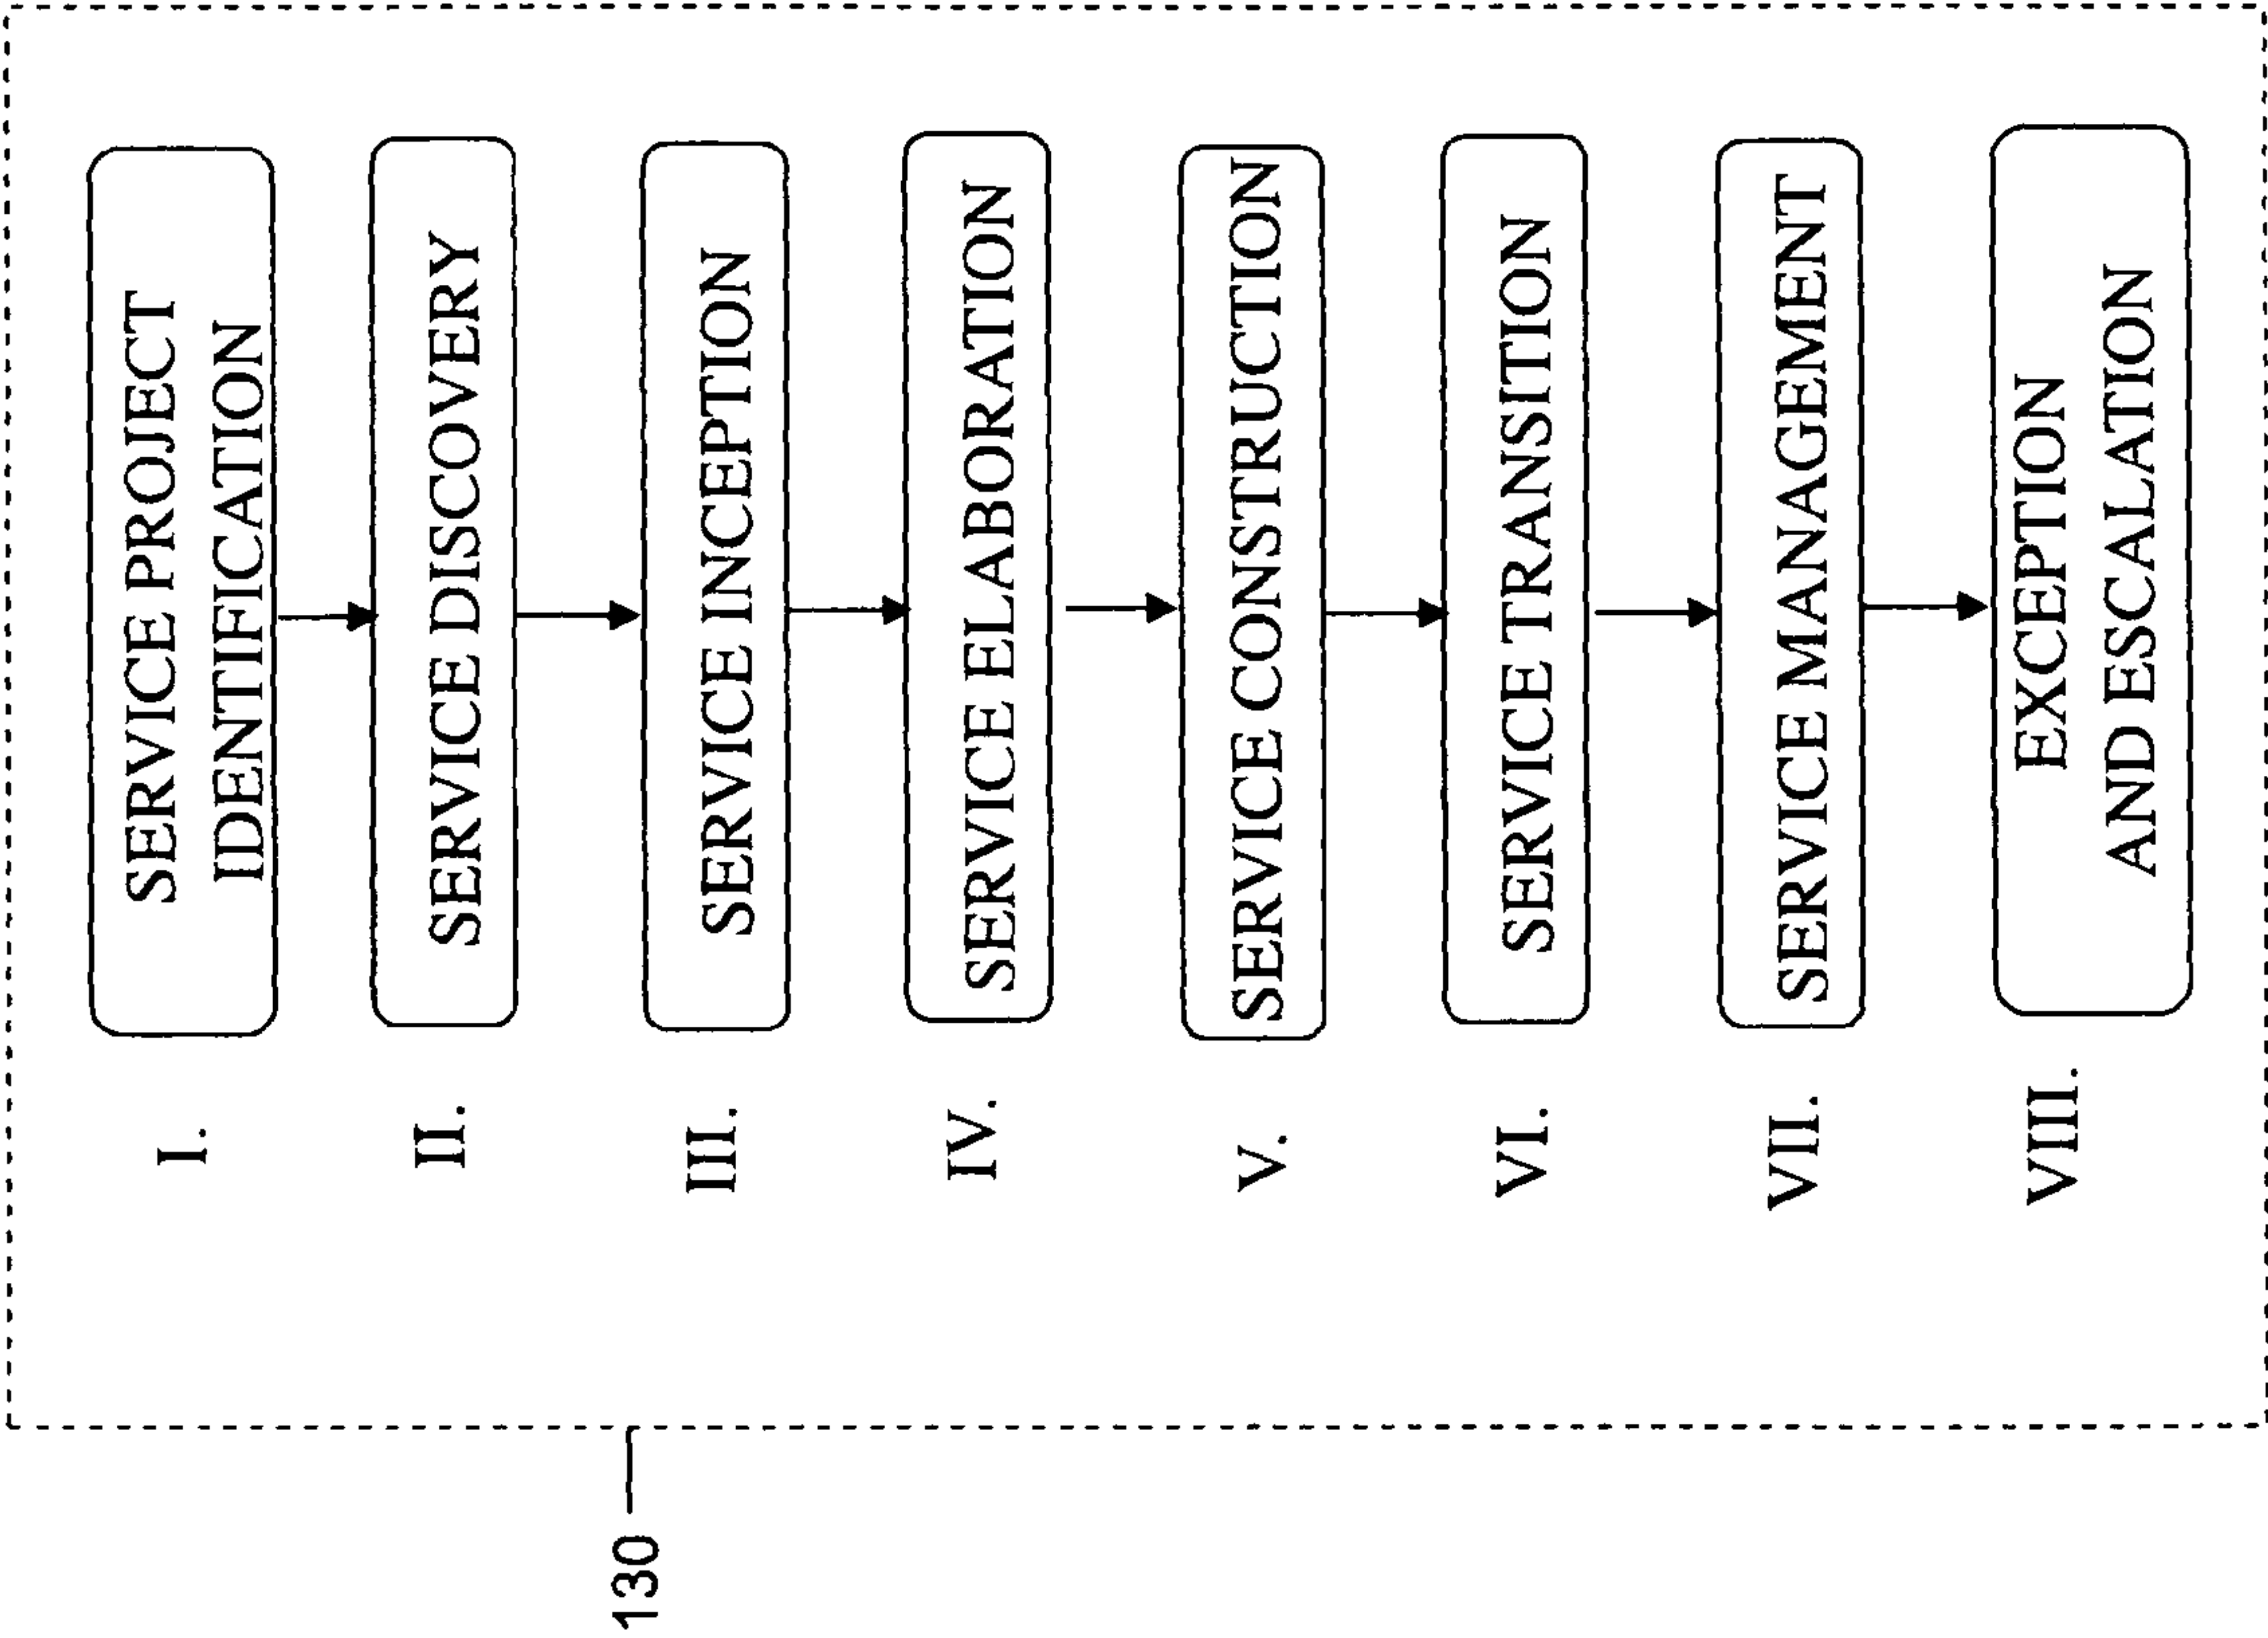 I.
SERVICE PROJECT
IDENTIFICATION
II.
SERVICE DISCOVERY
III.
SERVICE INCEPTION
IV.
SERVICE ELABORATION
V.
SERVICE CONSTRUCTION
VI.
SERVICE TRANSITION
VII.
SERVICE MANAGEMENT
VIII.
EXCEPTION
AND ESCALATION
130